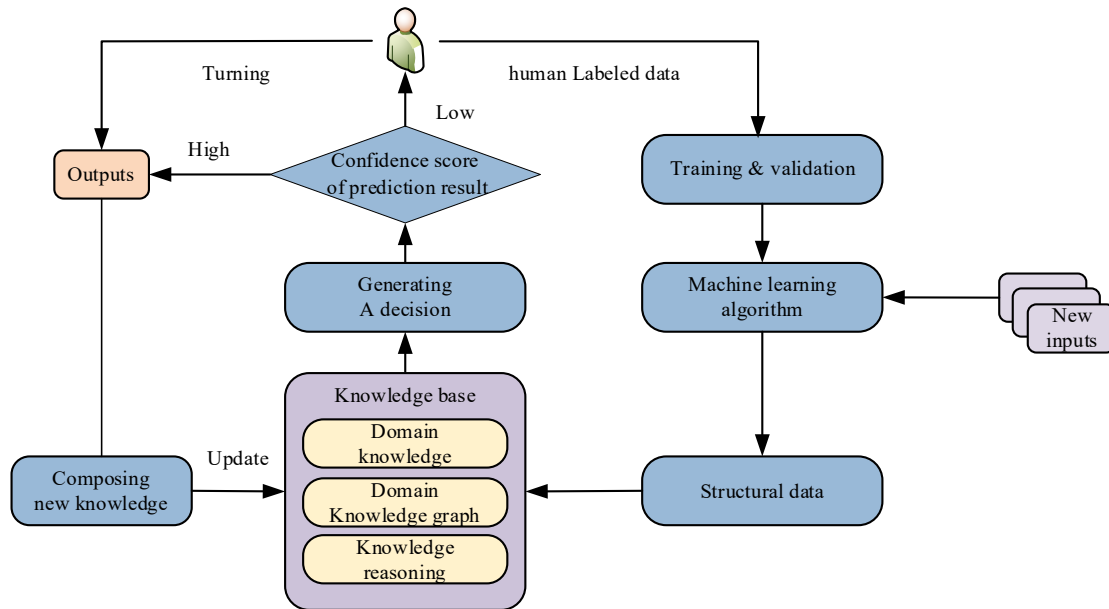 Turning
human Labeled data
Low
High
Confidence score
of prediction result
Outputs
Training & validation
Generating
A decision
Machine learning
algorithm
New
inputs
Knowledge base
Domain
knowledge
Update
Composing
new knowledge
Domain
Knowledge graph
Structural data
Knowledge
reasoning